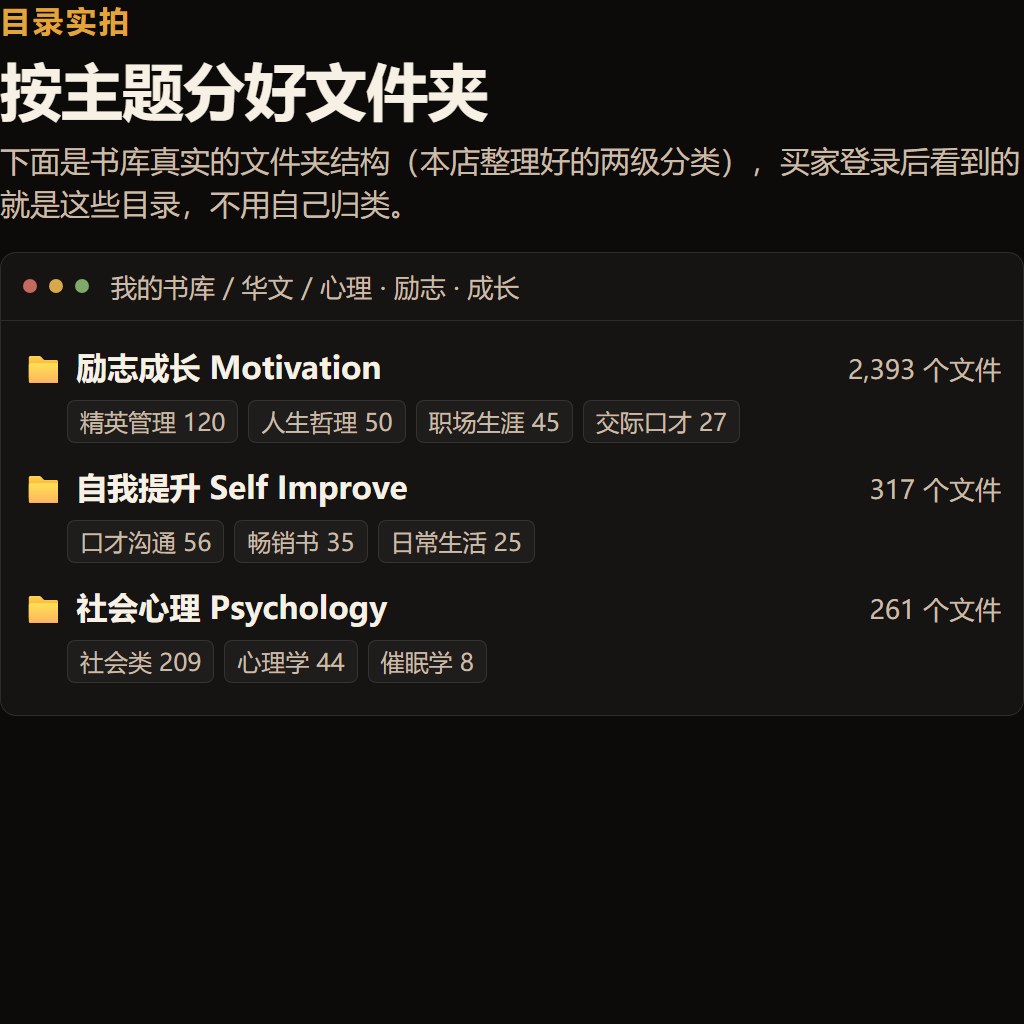 目录实拍
按主题分好文件夹
下面是书库真实的文件夹结构（本店整理好的两级分类），买家登录后看到的
就是这些目录，不用自己归类。
我的书库 / 华文 / 心理 · 励志 · 成长
励志成长 Motivation 2,393 个文件
精英管理 120 人生哲理 50 职场生涯 45 交际口才 27
自我提升 Self Improve 317 个文件
口才沟通 56 畅销书 35 日常生活 25
社会心理 Psychology 261 个文件
社会类 209 心理学 44 催眠学 8